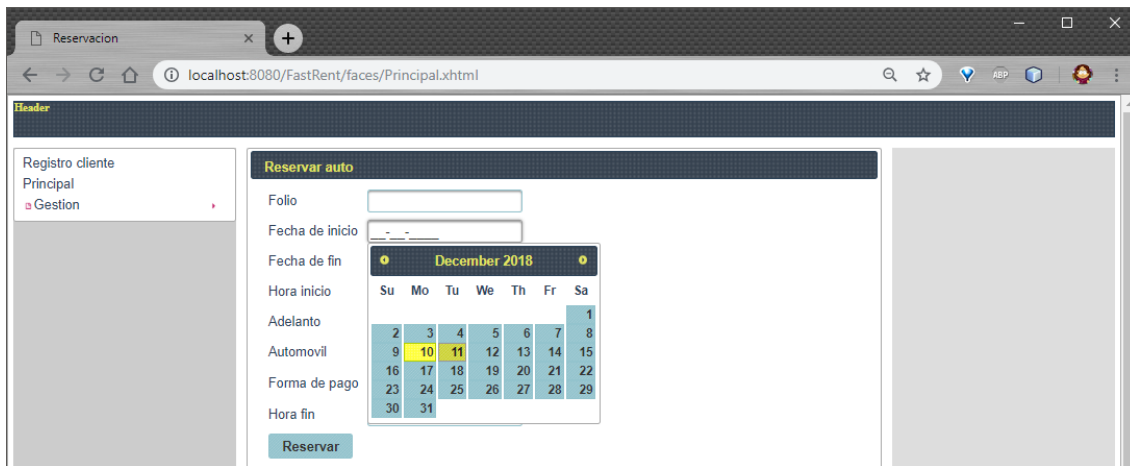 Reservacion
localhost:8080/FastRent/faces/Principal.xhtml
ABP
Header
Registro cliente
Principal
Gestion
Reservar auto
Folio
Fecha de inicio __-__-____
Fecha de fin
Hora inicio
Adelanto
Automovil
Forma de pago
Hora fin
Reservar
December 2018
Su Mo Tu We Th Fr Sa
1
2 3 4 5 6 7 8
9 10 11 12 13 14 15
16 17 18 19 20 21 22
23 24 25 26 27 28 29
30 31